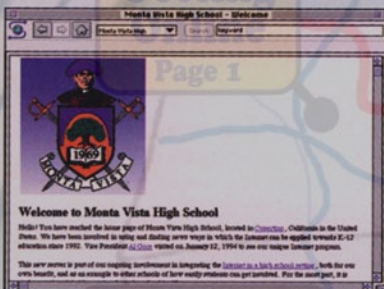 Monta Vista High School - Welcome
Monta Vista High
Search
keyword
Page 1
1969
MONTA VISTA
Welcome to Monta Vista High School
Hello! You have reached the home page of Monta Vista High School, located in Cupertino, California in the United
States. We have been involved in using and finding new ways in which the Internet can be applied towards K-12
education since 1992. Vice President Al Gore visited on January 12, 1994 to see our unique Internet program.
This new server is part of our ongoing involvement in integrating the Internet in a high school setting, both for our
own benefit, and as an example to other schools of how easily students can get involved. For the most part, it is